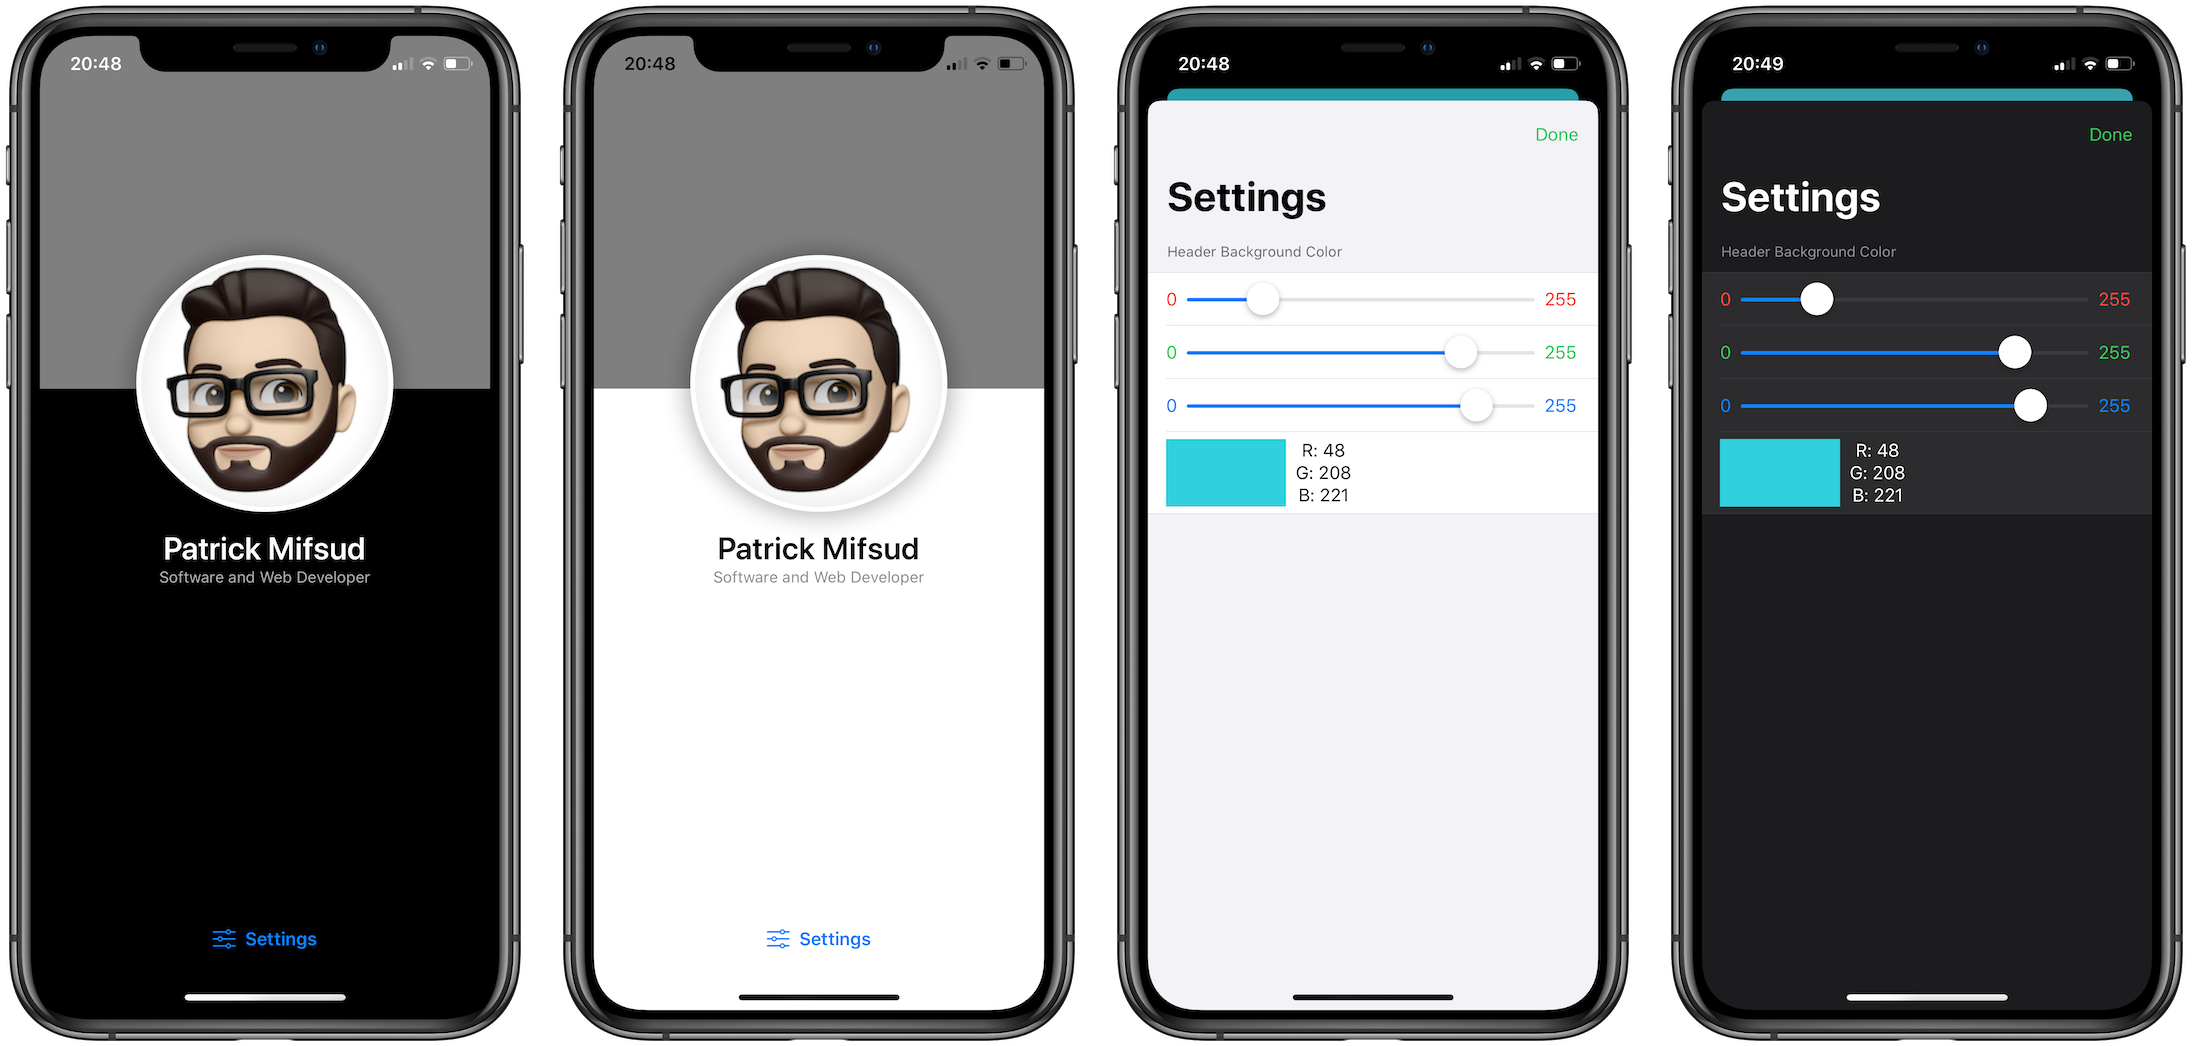 20:48
Patrick Mifsud
Software and Web Developer
Settings
20:48
Patrick Mifsud
Software and Web Developer
Settings
20:48
Done
Settings
Header Background Color
0 255
0 255
0 255
R: 48
G: 208
B: 221
20:49
Done
Settings
Header Background Color
0 255
0 255
0 255
R: 48
G: 208
B: 221